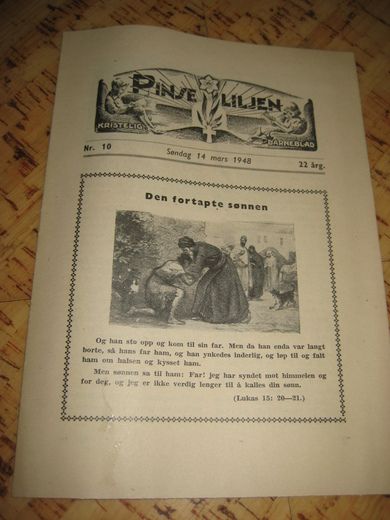 PINSELILJEN
KRISTELIG BARNEBLAD
Nr. 10 Søndag 14 mars 1948 22 årg.
Den fortapte sønnen
Og han sto opp og kom til sin far. Men da han enda var langt
borte, så hans far ham, og han ynkedes inderlig, og løp til og falt
ham om halsen og kysset ham.
Men sønnen sa til ham: Far! jeg har syndet mot himmelen og
for deg, og jeg er ikke verdig lenger til å kalles din sønn.
(Lukas 15: 20—21.)